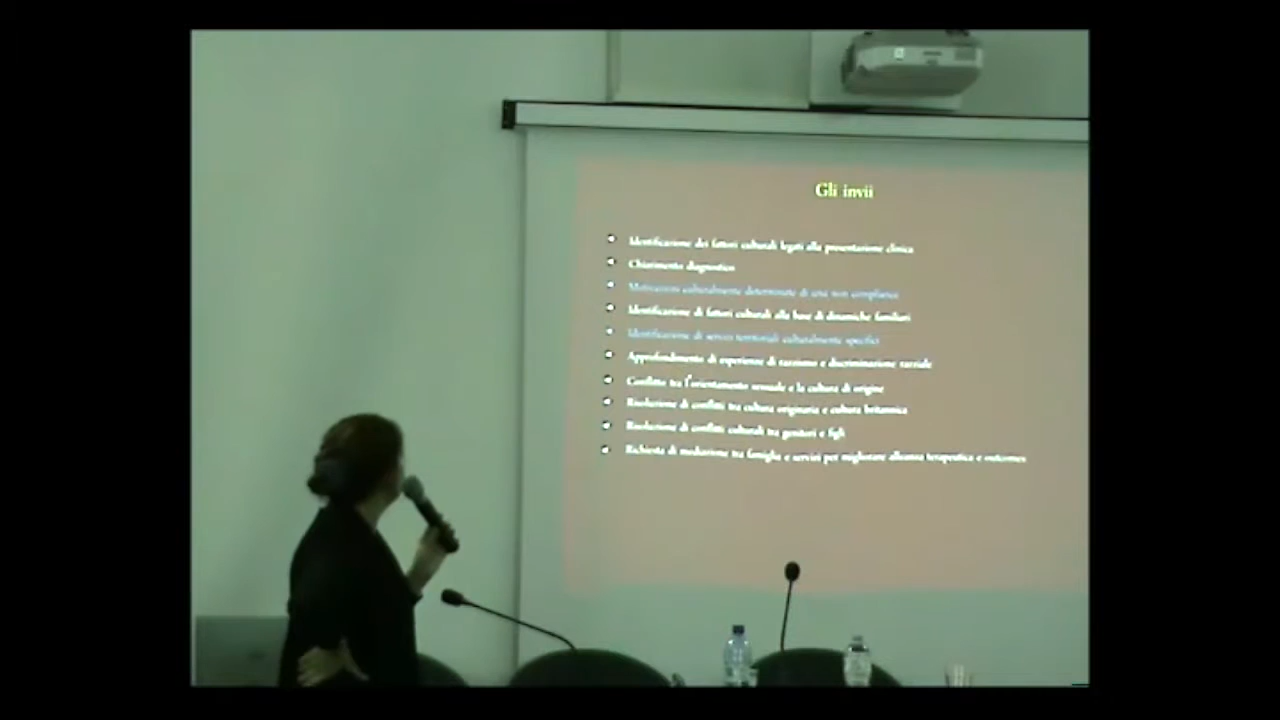 Gli invii
Identificazione dei fattori culturali legati alla presentazione clinica
Chiarimento diagnostico
Motivazioni culturalmente determinate di una non compliance
Identificazione di fattori culturali alla base di dinamiche familiari
Identificazione di servizi territoriali culturalmente specifici
Approfondimento di esperienze di razzismo e discriminazione razziale
Conflitto tra l'orientamento sessuale e la cultura di origine
Risoluzione di conflitti tra cultura originaria e cultura britannica
Risoluzione di conflitti culturali tra genitori e figli
Richiesta di mediazione tra famiglia e servizi per migliorare alleanza terapeutica e outcomes